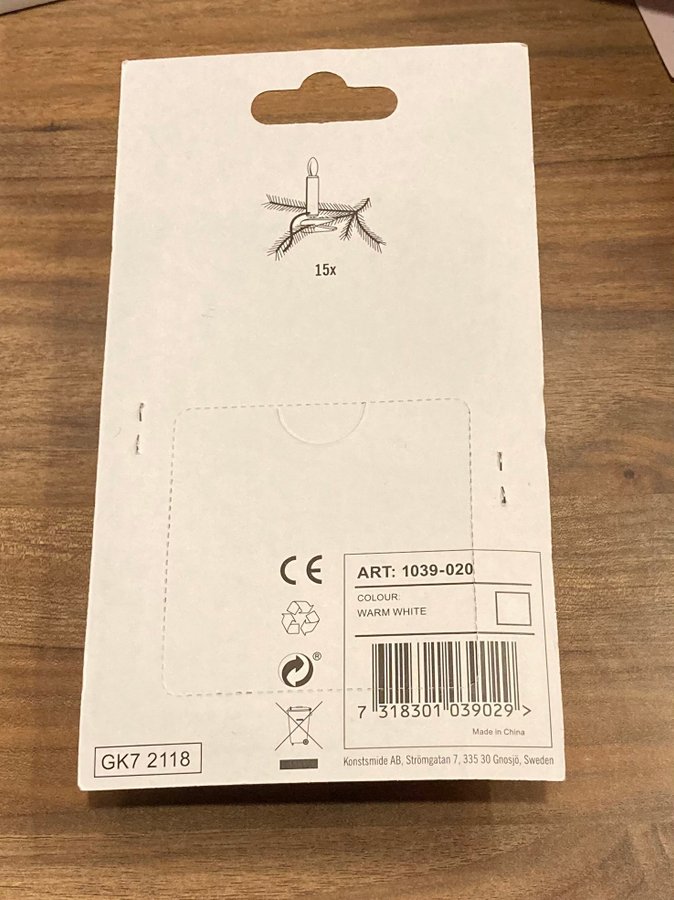 15x
CE
ART: 1039-020
COLOUR:
WARM WHITE
®
7 318301 039029 >
Made in China
GK7 2118
Konstsmide AB, Strömgatan 7, 335 30 Gnosjö, Sweden